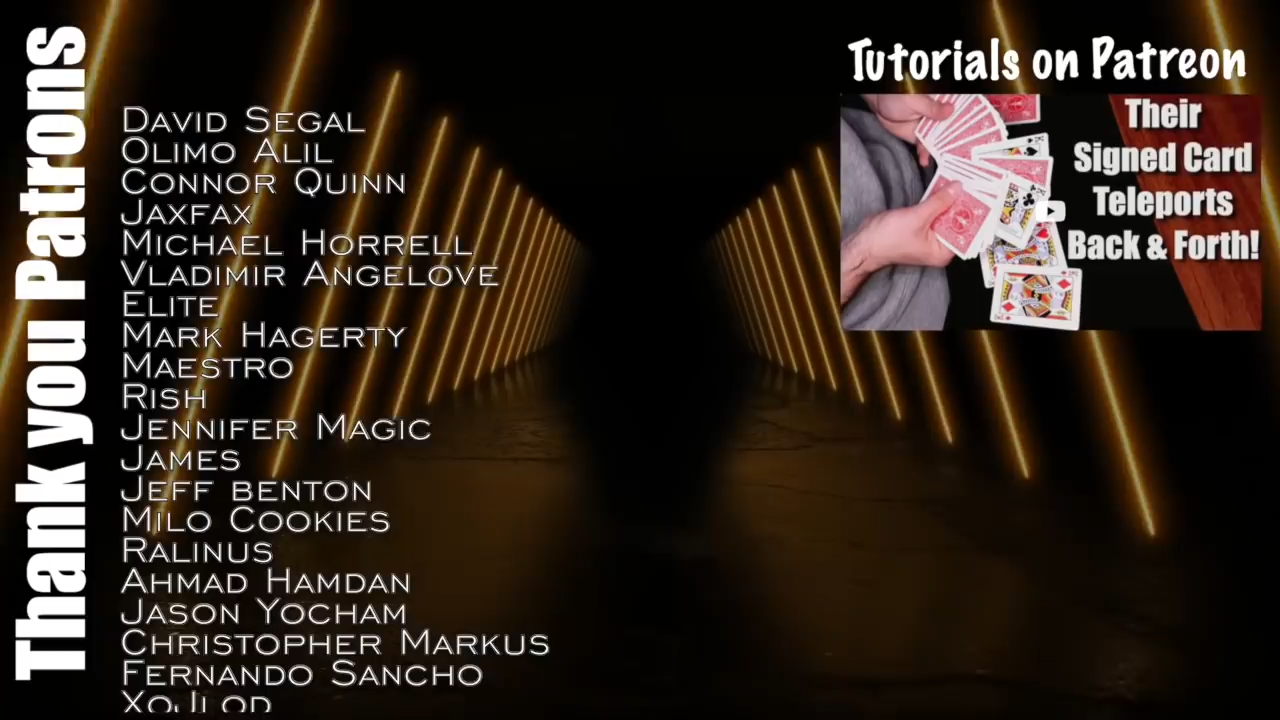 Thank you Patrons
DAVID SEGAL
OLIMO ALIL
CONNOR QUINN
JAXFAX
MICHAEL HORRELL
VLADIMIR ANGELOVE
ELITE
MARK HAGERTY
MAESTRO
RISH
JENNIFER MAGIC
JAMES
JEFF BENTON
MILO COOKIES
RALINUS
AHMAD HAMDAN
JASON YOCHAM
CHRISTOPHER MARKUS
FERNANDO SANCHO
Tutorials on Patreon
Their
Signed Card
Teleports
Back & Forth!